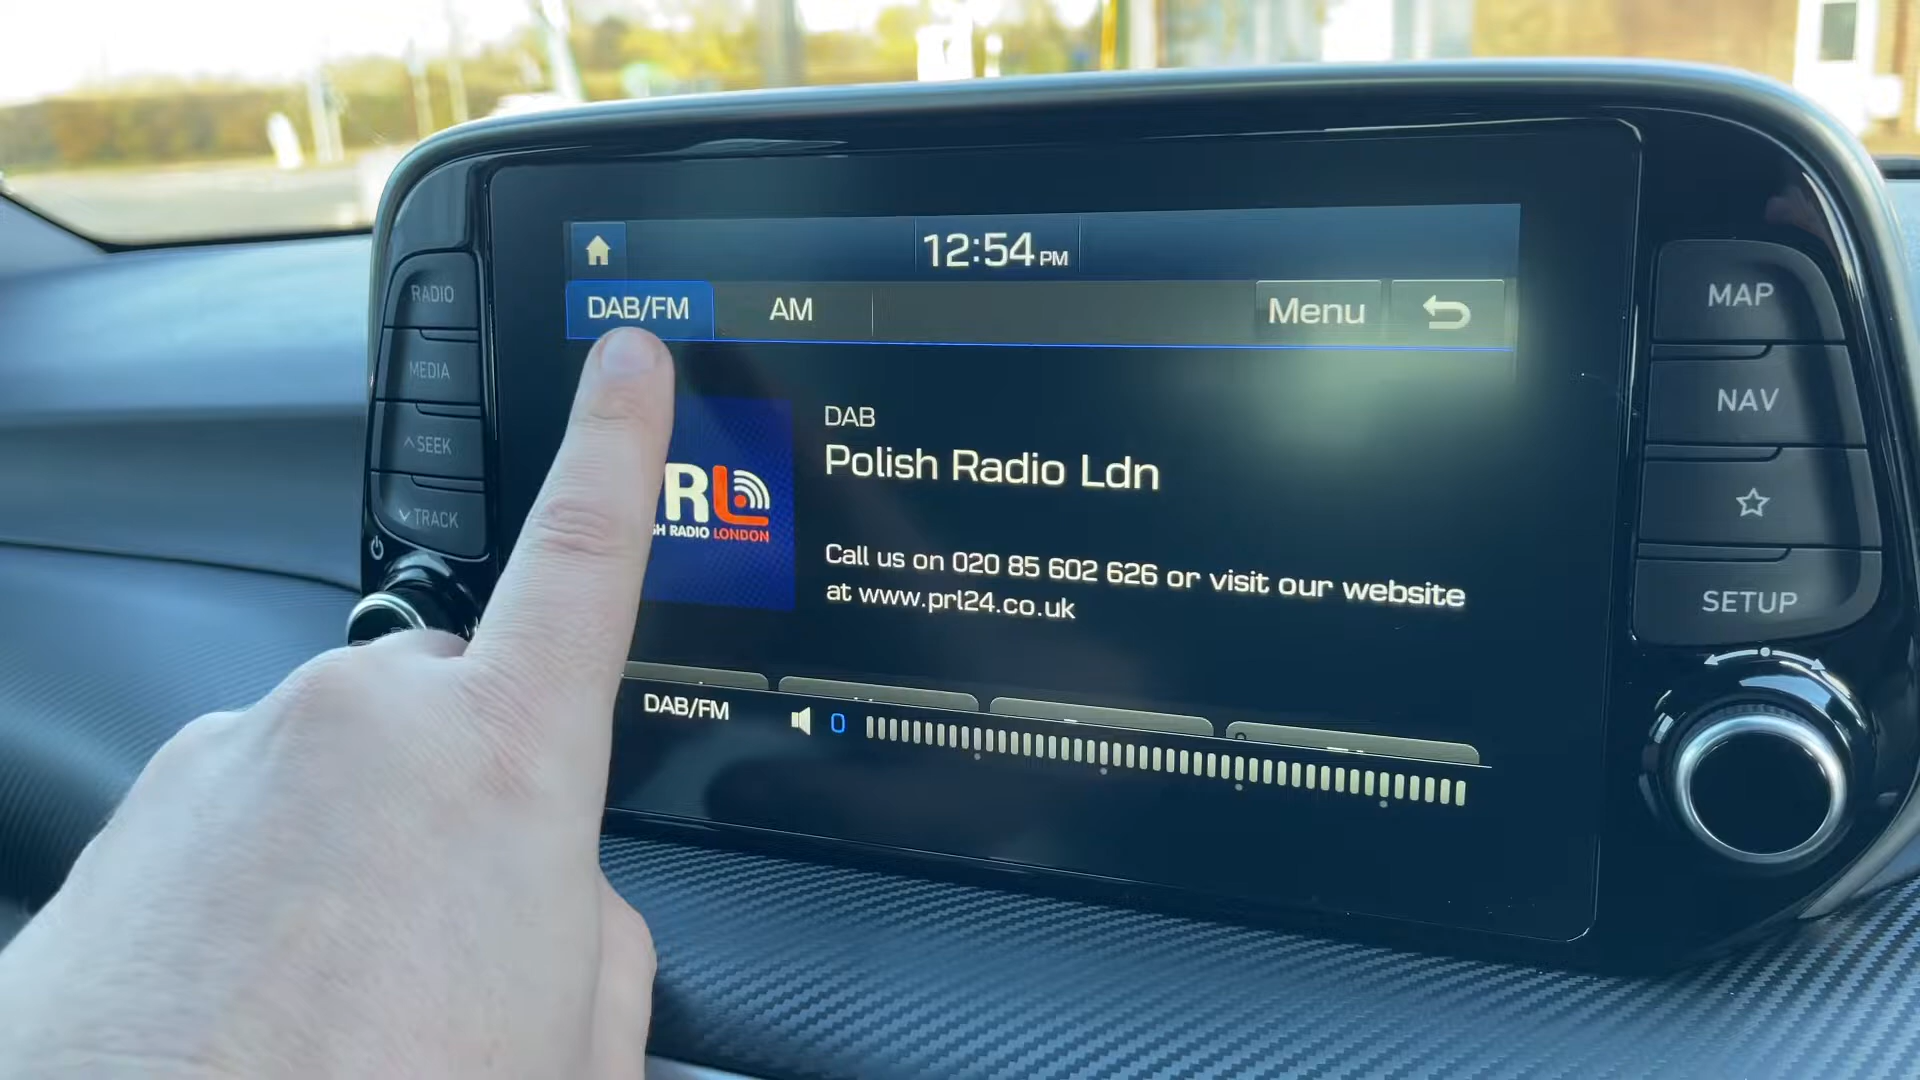 12:54 PM
DAB/FM AM Menu
RADIO
MEDIA
SEEK
TRACK
DAB
Polish Radio Ldn
RL
RADIO LONDON
Call us on 020 85 602 626 or visit our website
at www.prl24.co.uk
DAB/FM 0
MAP
NAV
SETUP